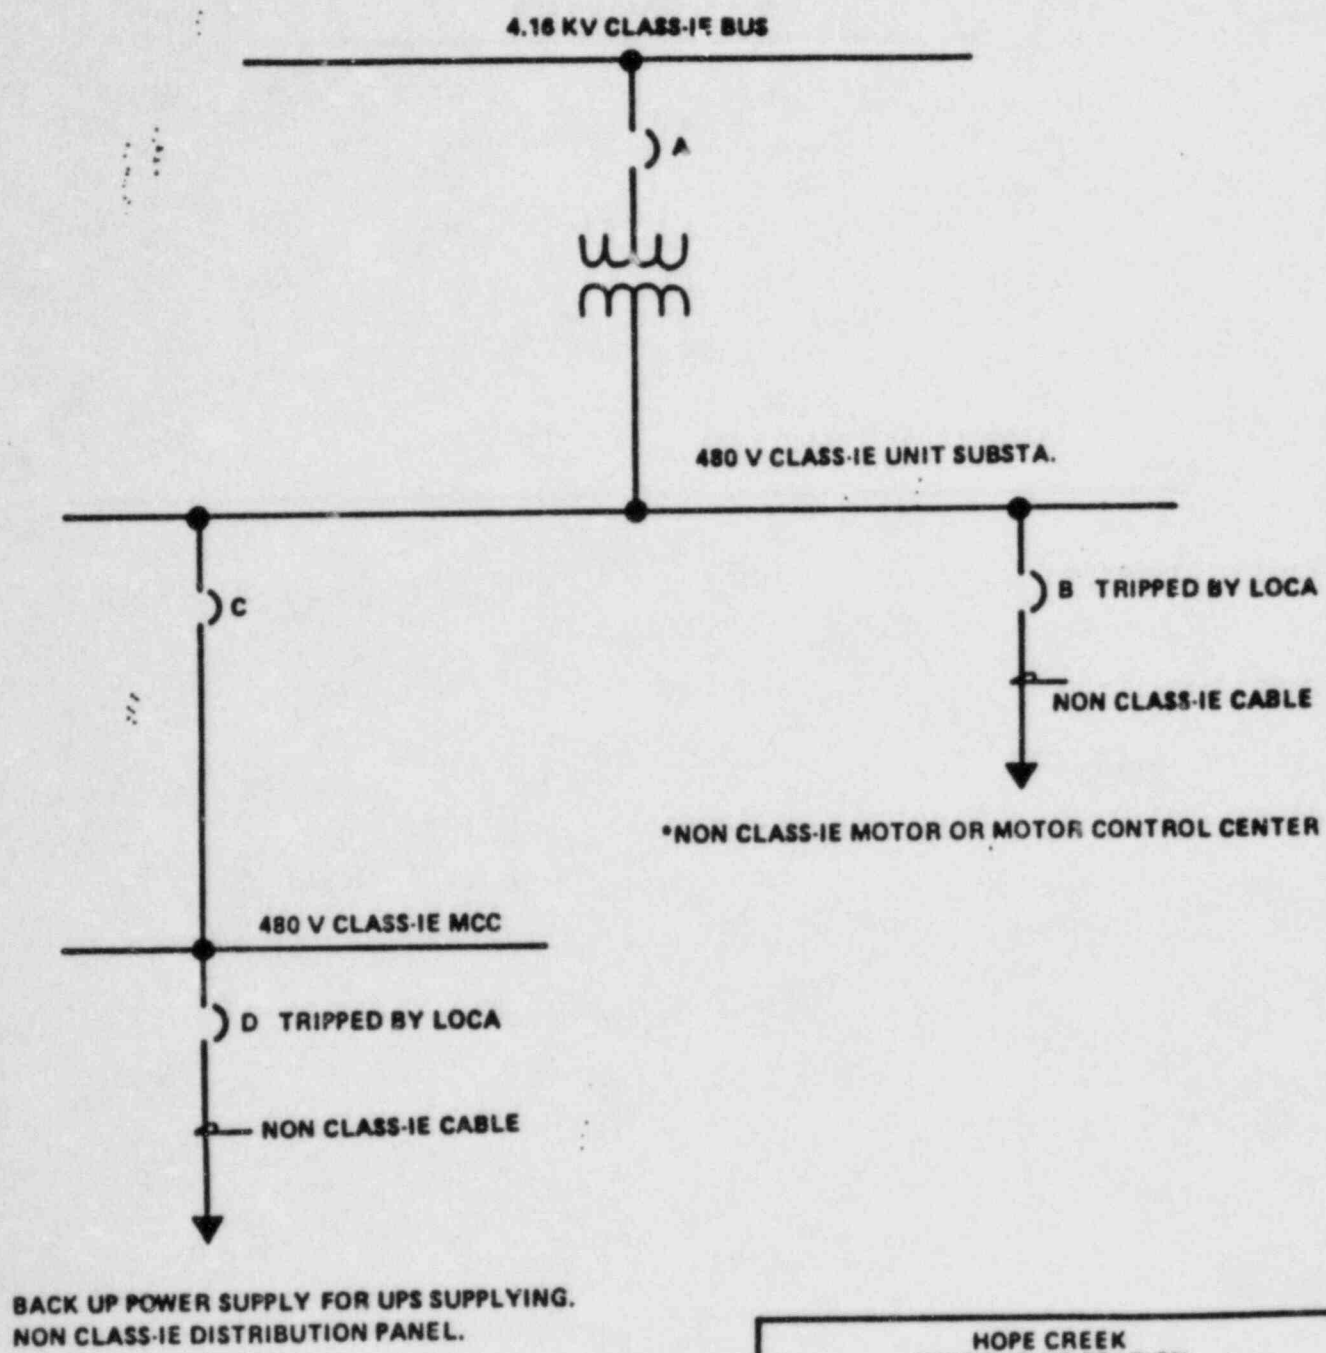 4.16 KV CLASS-IE BUS
A
480 V CLASS-IE UNIT SUBSTA.
C
B TRIPPED BY LOCA
NON CLASS-IE CABLE
*NON CLASS-IE MOTOR OR MOTOR CONTROL CENTER
480 V CLASS-IE MCC
D TRIPPED BY LOCA
NON CLASS-IE CABLE
BACK UP POWER SUPPLY FOR UPS SUPPLYING.
NON CLASS-IE DISTRIBUTION PANEL.
HOPE CREEK